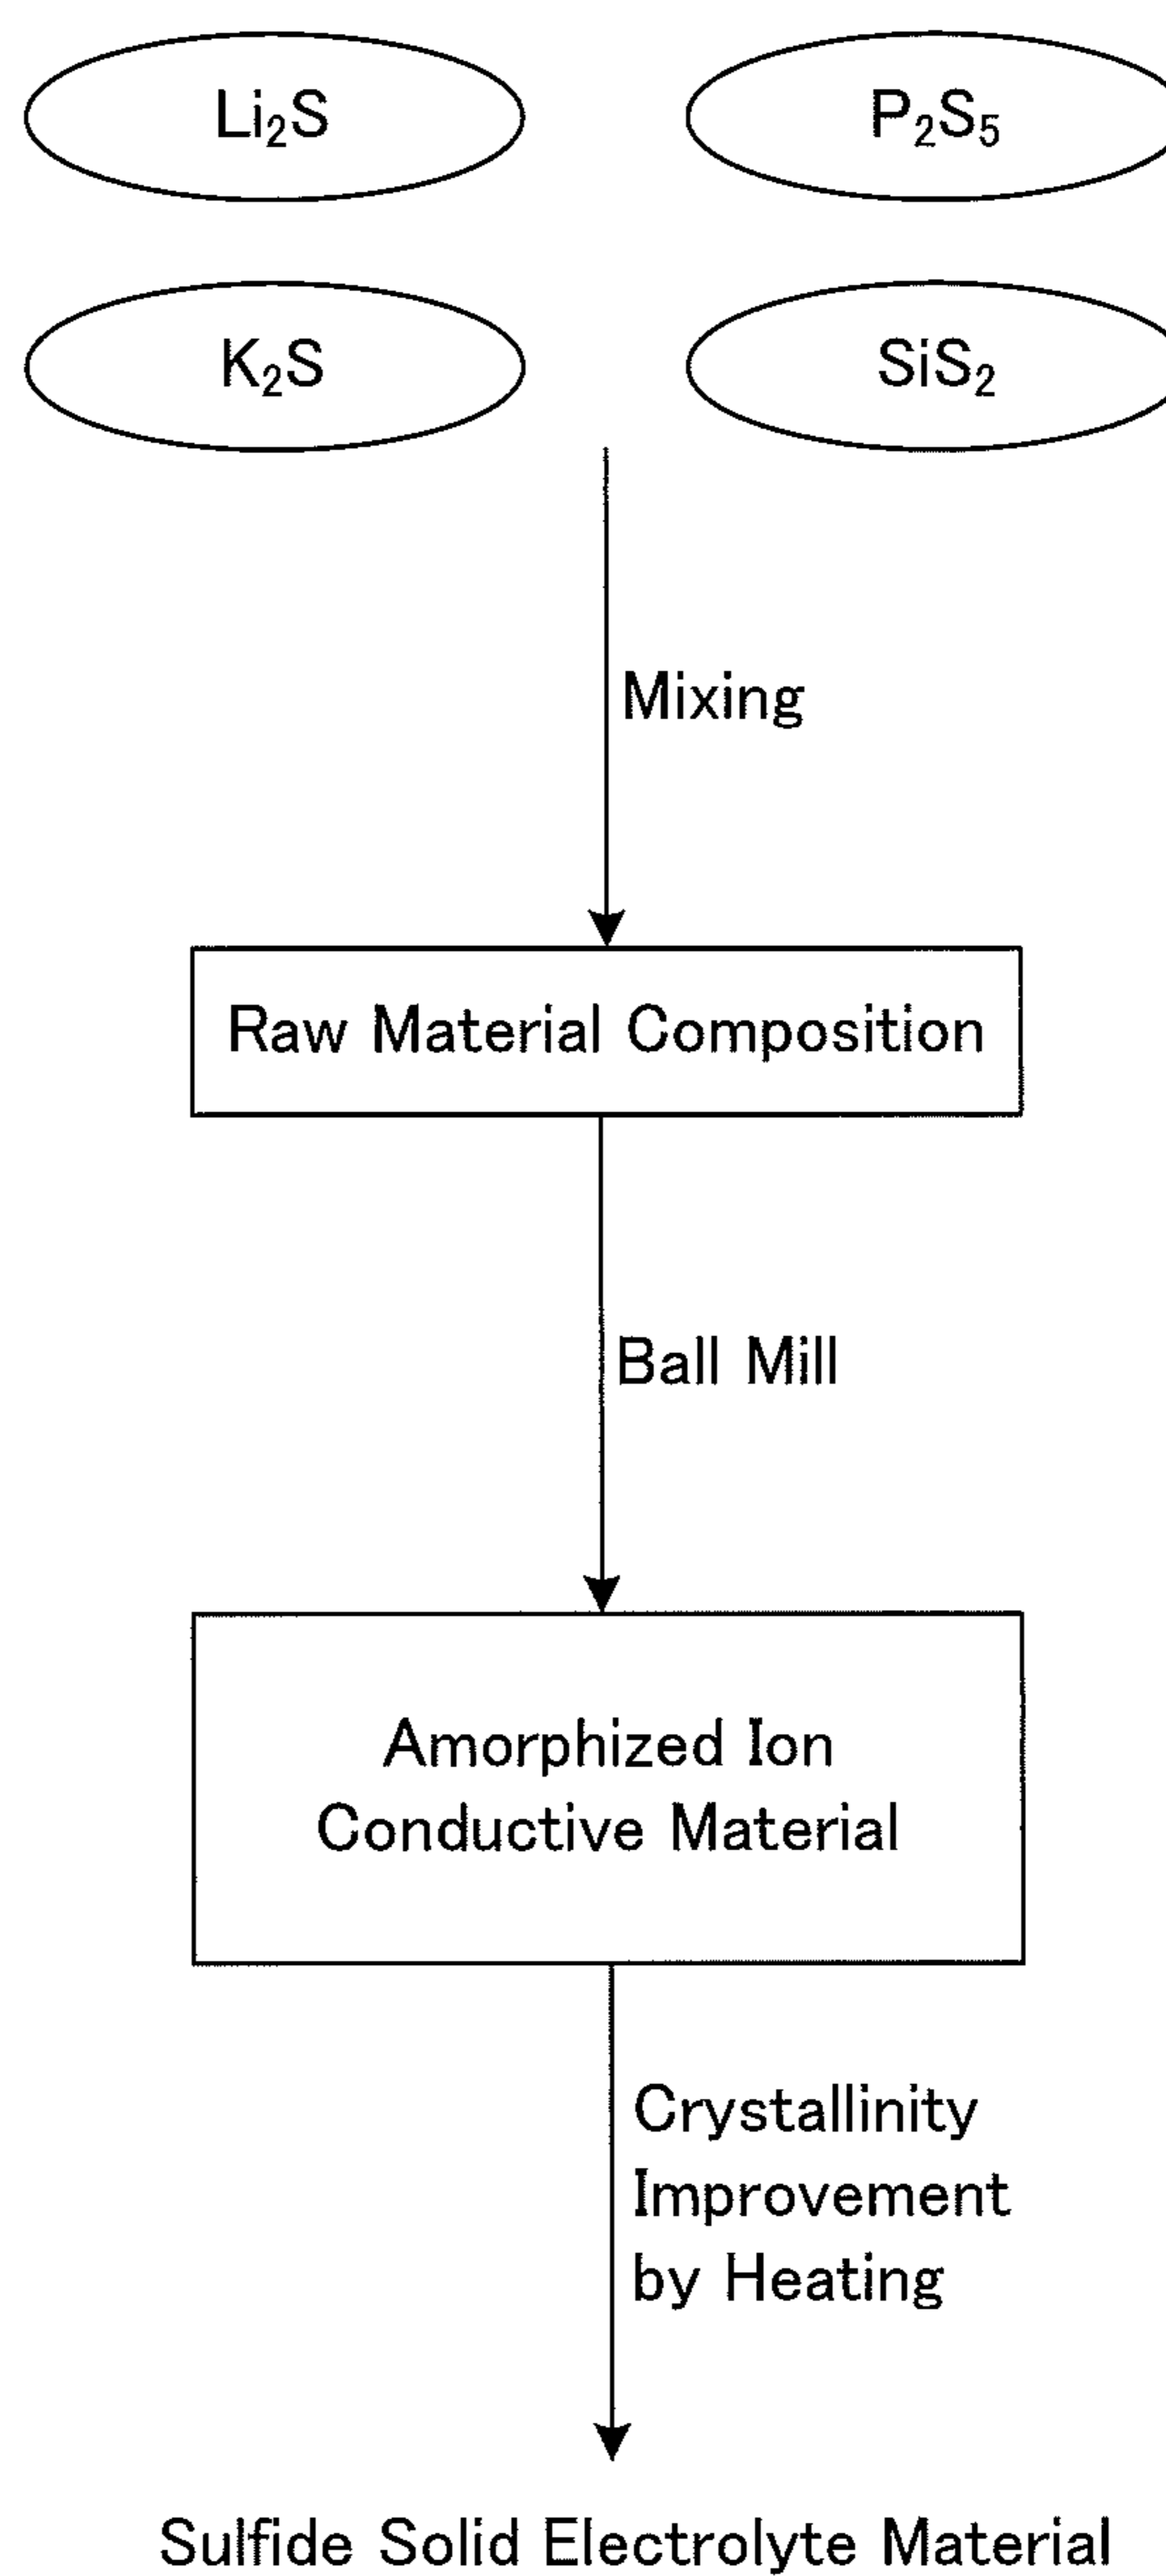 Li₂S
P₂S₅
K₂S
SiS₂
Mixing
Raw Material Composition
Ball Mill
Amorphized Ion
Conductive Material
Crystallinity
Improvement
by Heating
Sulfide Solid Electrolyte Material